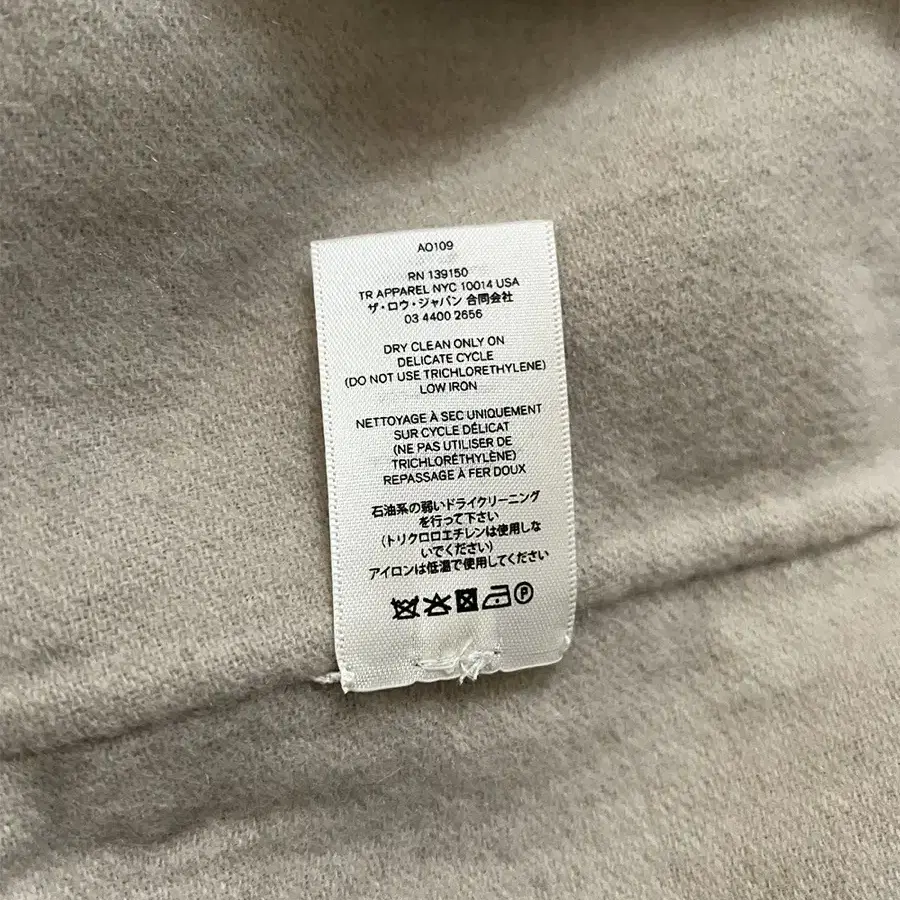 AO109
RN 139150
TR APPAREL NYC 10014 USA
ザ・ロウ・ジャパン 合同会社
03 4400 2656
DRY CLEAN ONLY ON
DELICATE CYCLE
(DO NOT USE TRICHLORETHYLENE)
LOW IRON
NETTOYAGE À SEC UNIQUEMENT
SUR CYCLE DÉLICAT
(NE PAS UTILISER DE
TRICHLORÉTHYLÈNE)
REPASSAGE À FER DOUX
石油系の弱いドライクリーニング
を行って下さい
(トリクロロエチレンは使用しな
いでください)
アイロンは低温で使用してください
P